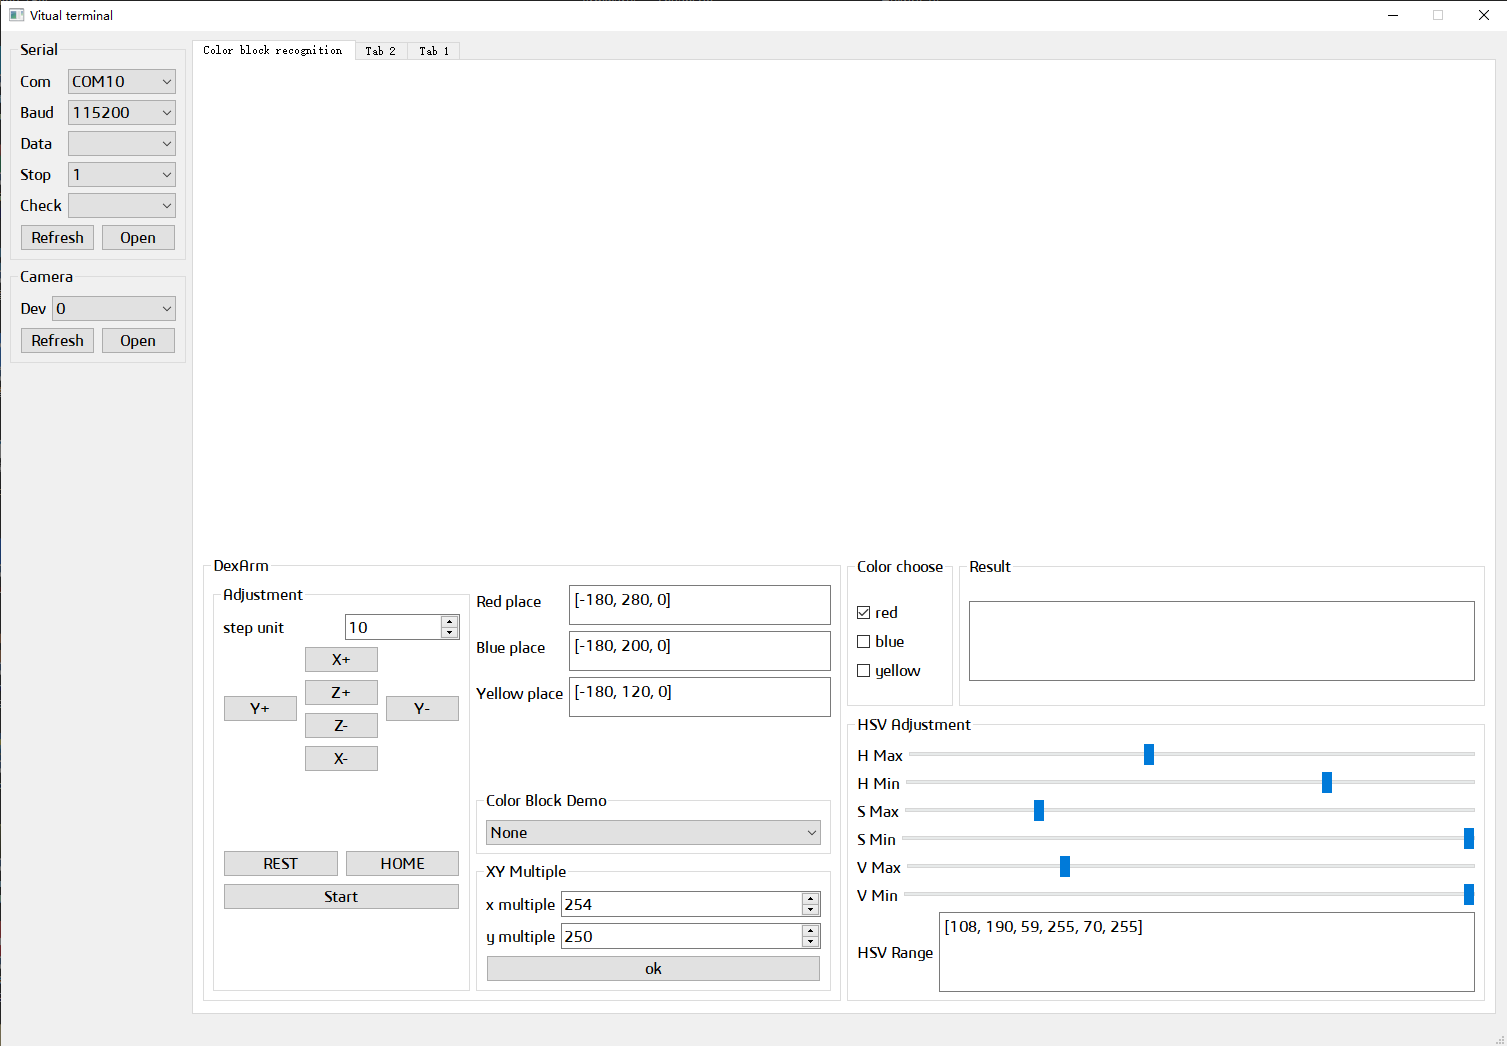 Vitual terminal
Serial
Com COM10
Baud 115200
Data
Stop 1
Check
Refresh Open
Camera
Dev 0
Refresh Open
Color block recognition Tab 2 Tab 1
DexArm
Adjustment
step unit 10
X+
Z+
Y+ Y-
Z-
X-
REST HOME
Start
Red place [-180, 280, 0]
Blue place [-180, 200, 0]
Yellow place [-180, 120, 0]
Color Block Demo
None
XY Multiple
x multiple 254
y multiple 250
ok
Color choose
red
blue
yellow
Result
HSV Adjustment
H Max
H Min
S Max
S Min
V Max
V Min
HSV Range [108, 190, 59, 255, 70, 255]